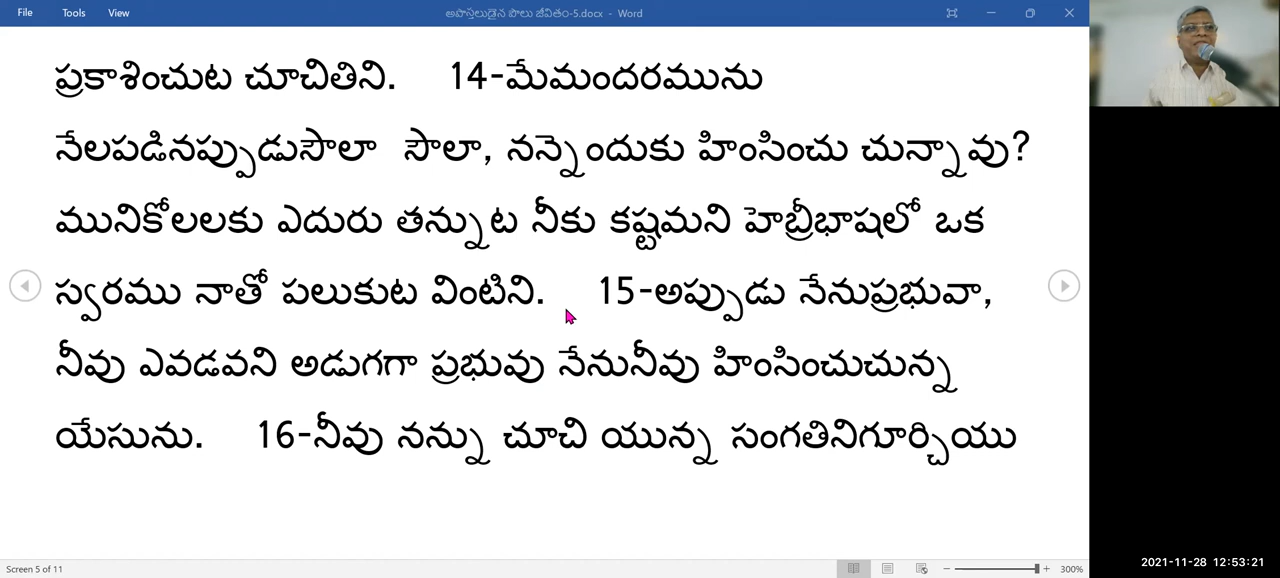 File Tools View అపొస్తలుడైన పౌలు జీవితం-5.docx - Word
ప్రకాశించుట చూచితిని. 14-మేమందరమును
నేలపడినప్పుడుసౌలా సౌలా, నన్నెందుకు హింసించు చున్నావు?
మునికోలలకు ఎదురు తన్నుట నీకు కష్టమని హెబ్రీభాషలో ఒక
స్వరము నాతో పలుకుట వింటిని. 15-అప్పుడు నేనుప్రభువా,
నీవు ఎవడవని అడుగగా ప్రభువు నేనునీవు హింసించుచున్న
యేసును. 16-నీవు నన్ను చూచి యున్న సంగతినిగూర్చియు
Screen 5 of 11 300%
2021-11-28 12:53:21